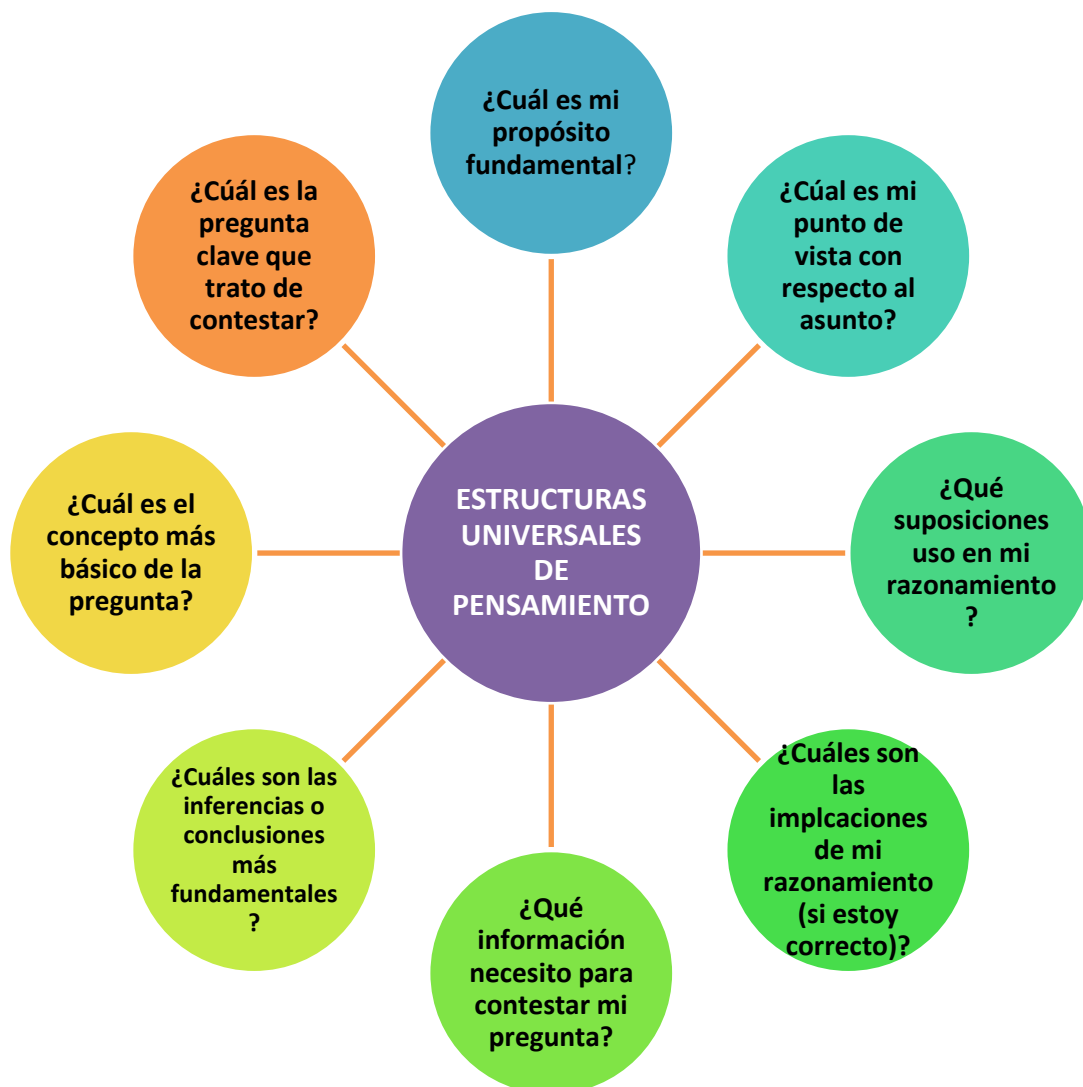 ¿Cuál es mi
propósito
fundamental?
¿Cúal es mi
punto de
vista con
respecto al
asunto?
¿Qué
suposiciones
uso en mi
razonamiento
?
¿Cuáles son
las
implcaciones
de mi
razonamiento
(si estoy
correcto)?
¿Qué
información
necesito para
contestar mi
pregunta?
¿Cuáles son las
inferencias o
conclusiones
más
fundamentales
?
¿Cuál es el
concepto más
básico de la
pregunta?
¿Cúál es la
pregunta
clave que
trato de
contestar?
ESTRUCTURAS
UNIVERSALES
DE
PENSAMIENTO